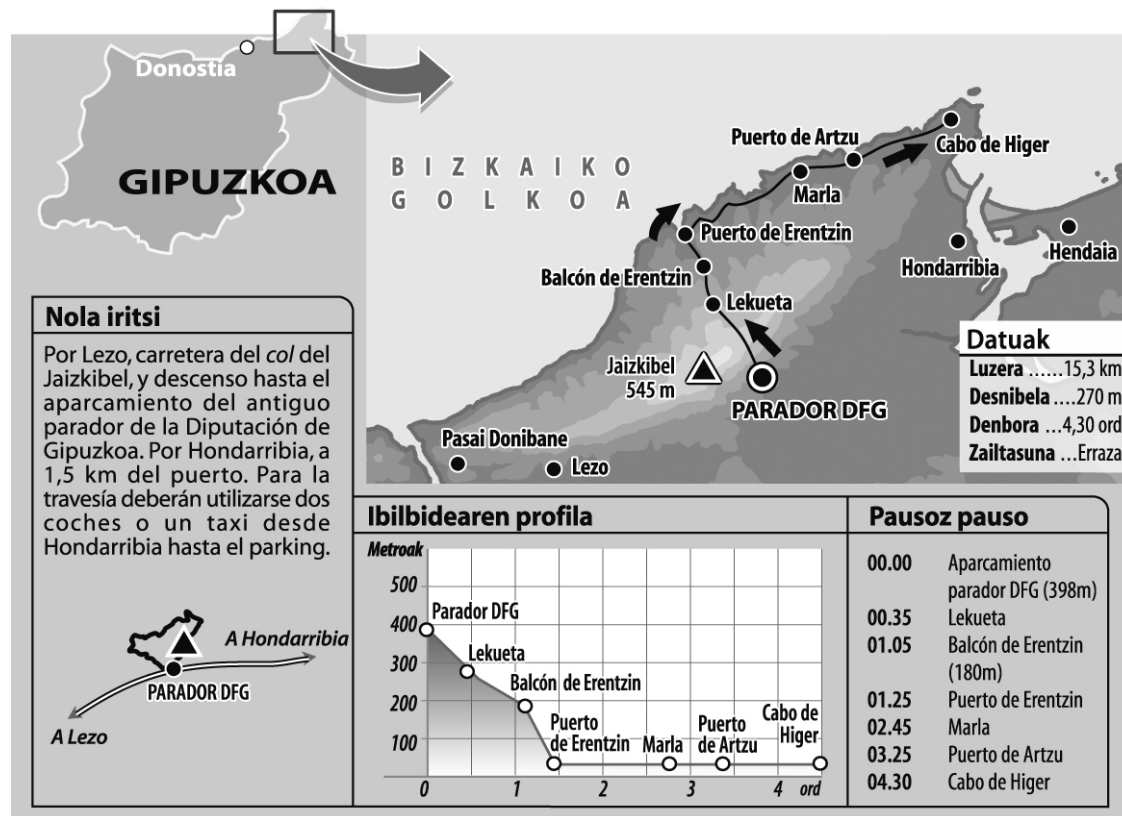 Donostia
GIPUZKOA
BIZKAIKO
GOLKOA
Puerto de Artzu
Cabo de Higer
Marla
Puerto de Erentzin
Hondarribia
Hendaia
Balcón de Erentzin
Lekueta
Jaizkibel
545 m
PARADOR DFG
Pasai Donibane
Lezo
Datuak
Luzera ......15,3 km
Desnibela ....270 m
Denbora ...4,30 ord
Zailtasuna ...Erraza
Nola iritsi
Por Lezo, carretera del col del
Jaizkibel, y descenso hasta el
aparcamiento del antiguo
parador de la Diputación de
Gipuzkoa. Por Hondarribia, a
1,5 km del puerto. Para la
travesía deberán utilizarse dos
coches o un taxi desde
Hondarribia hasta el parking.
A Hondarribia
PARADOR DFG
A Lezo
Ibilbidearen profila
Metroak
500
400
300
200
100
Parador DFG
Lekueta
Balcón de Erentzin
Puerto
de Erentzin
Marla
Puerto
de Artzu
Cabo de
Higer
0 1 2 3 4 ord
Pausoz pauso
00.00 Aparcamiento
parador DFG (398m)
00.35 Lekueta
01.05 Balcón de Erentzin
(180m)
01.25 Puerto de Erentzin
02.45 Marla
03.25 Puerto de Artzu
04.30 Cabo de Higer